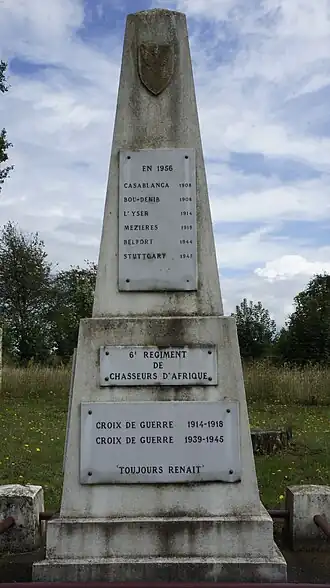 EN 1956
CASABLANCA 1908
BOU-DENIB 1908
L'YSER 1914
MEZIERES 1918
BELFORT 1944
STUTTGART 1945
6E REGIMENT
DE
CHASSEURS D'AFRIQUE
CROIX DE GUERRE 1914-1918
CROIX DE GUERRE 1939-1945
"TOUJOURS RENAIT"